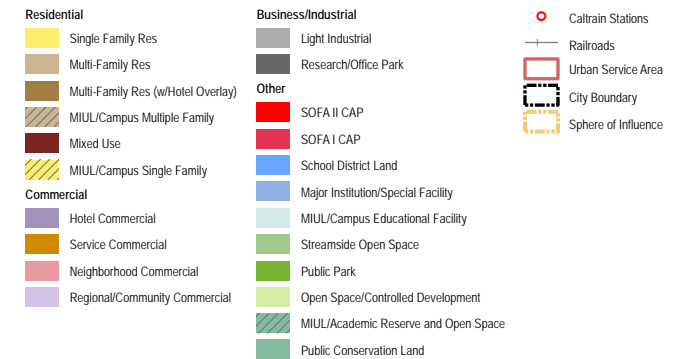 Residential
Single Family Res
Multi-Family Res
Multi-Family Res (w/Hotel Overlay)
MIUL/Campus Multiple Family
Mixed Use
MIUL/Campus Single Family
Commercial
Hotel Commercial
Service Commercial
Neighborhood Commercial
Regional/Community Commercial
Business/Industrial
Light Industrial
Research/Office Park
Other
SOFA II CAP
SOFA I CAP
School District Land
Major Institution/Special Facility
MIUL/Campus Educational Facility
Streamside Open Space
Public Park
Open Space/Controlled Development
MIUL/Academic Reserve and Open Space
Public Conservation Land
Caltrain Stations
Railroads
Urban Service Area
City Boundary
Sphere of Influence